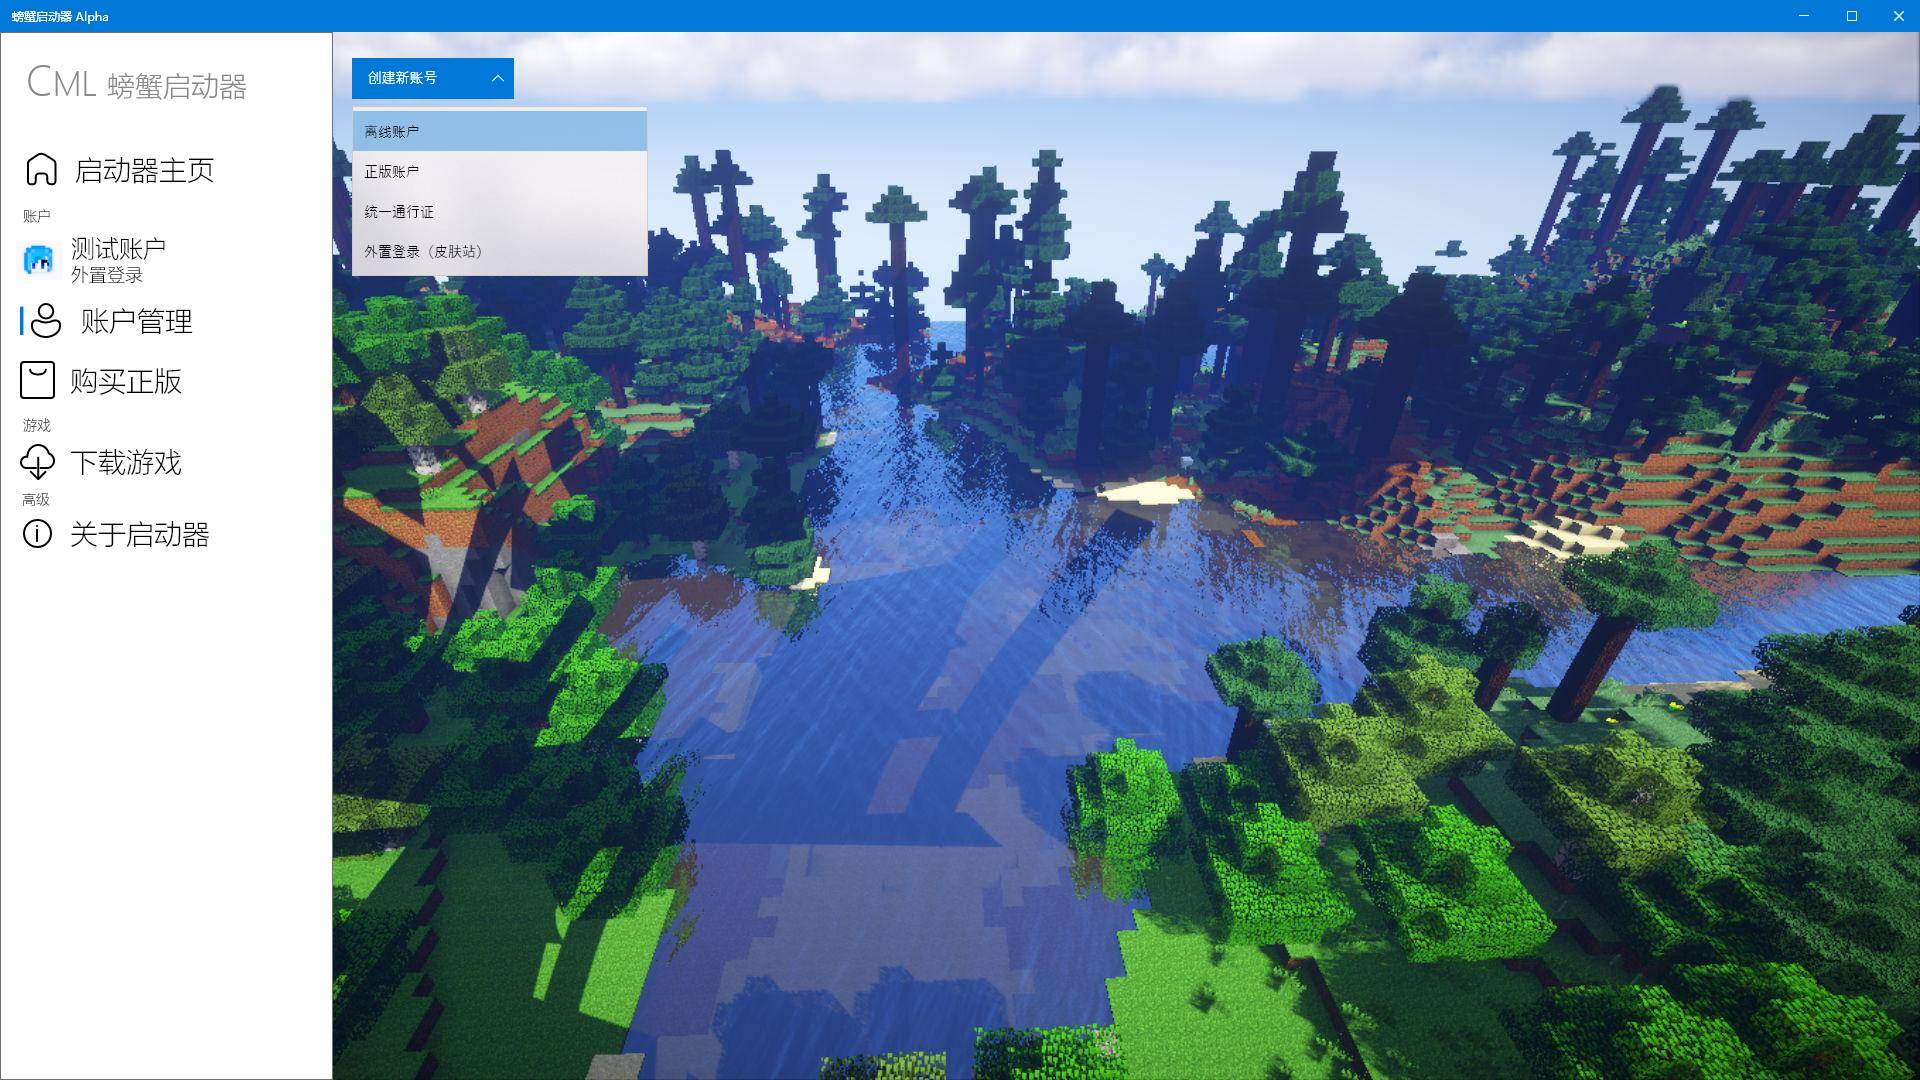 螃蟹启动器 Alpha
CML 螃蟹启动器
启动器主页
账户
测试账户
外置登录
账户管理
购买正版
游戏
下载游戏
高级
关于启动器
创建新账号
离线账户
正版账户
统一通行证
外置登录（皮肤站）